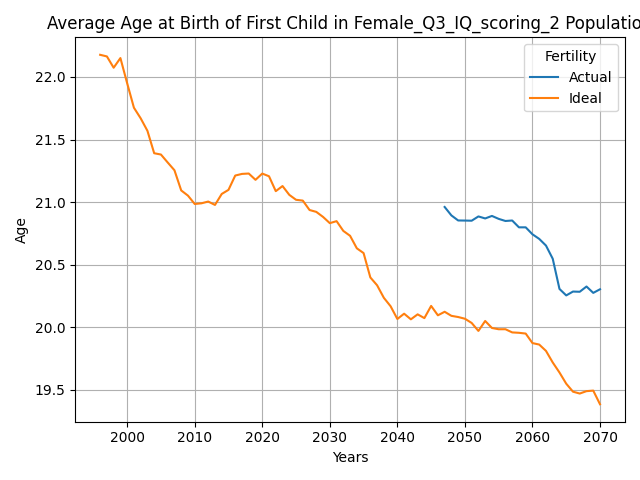 Average Age at Birth of First Child in Female_Q3_IQ_scoring_2 Populatio
Fertility
Actual
Ideal
22.0
21.5
21.0
20.5
20.0
19.5
Age
2000 2010 2020 2030 2040 2050 2060 2070
Years